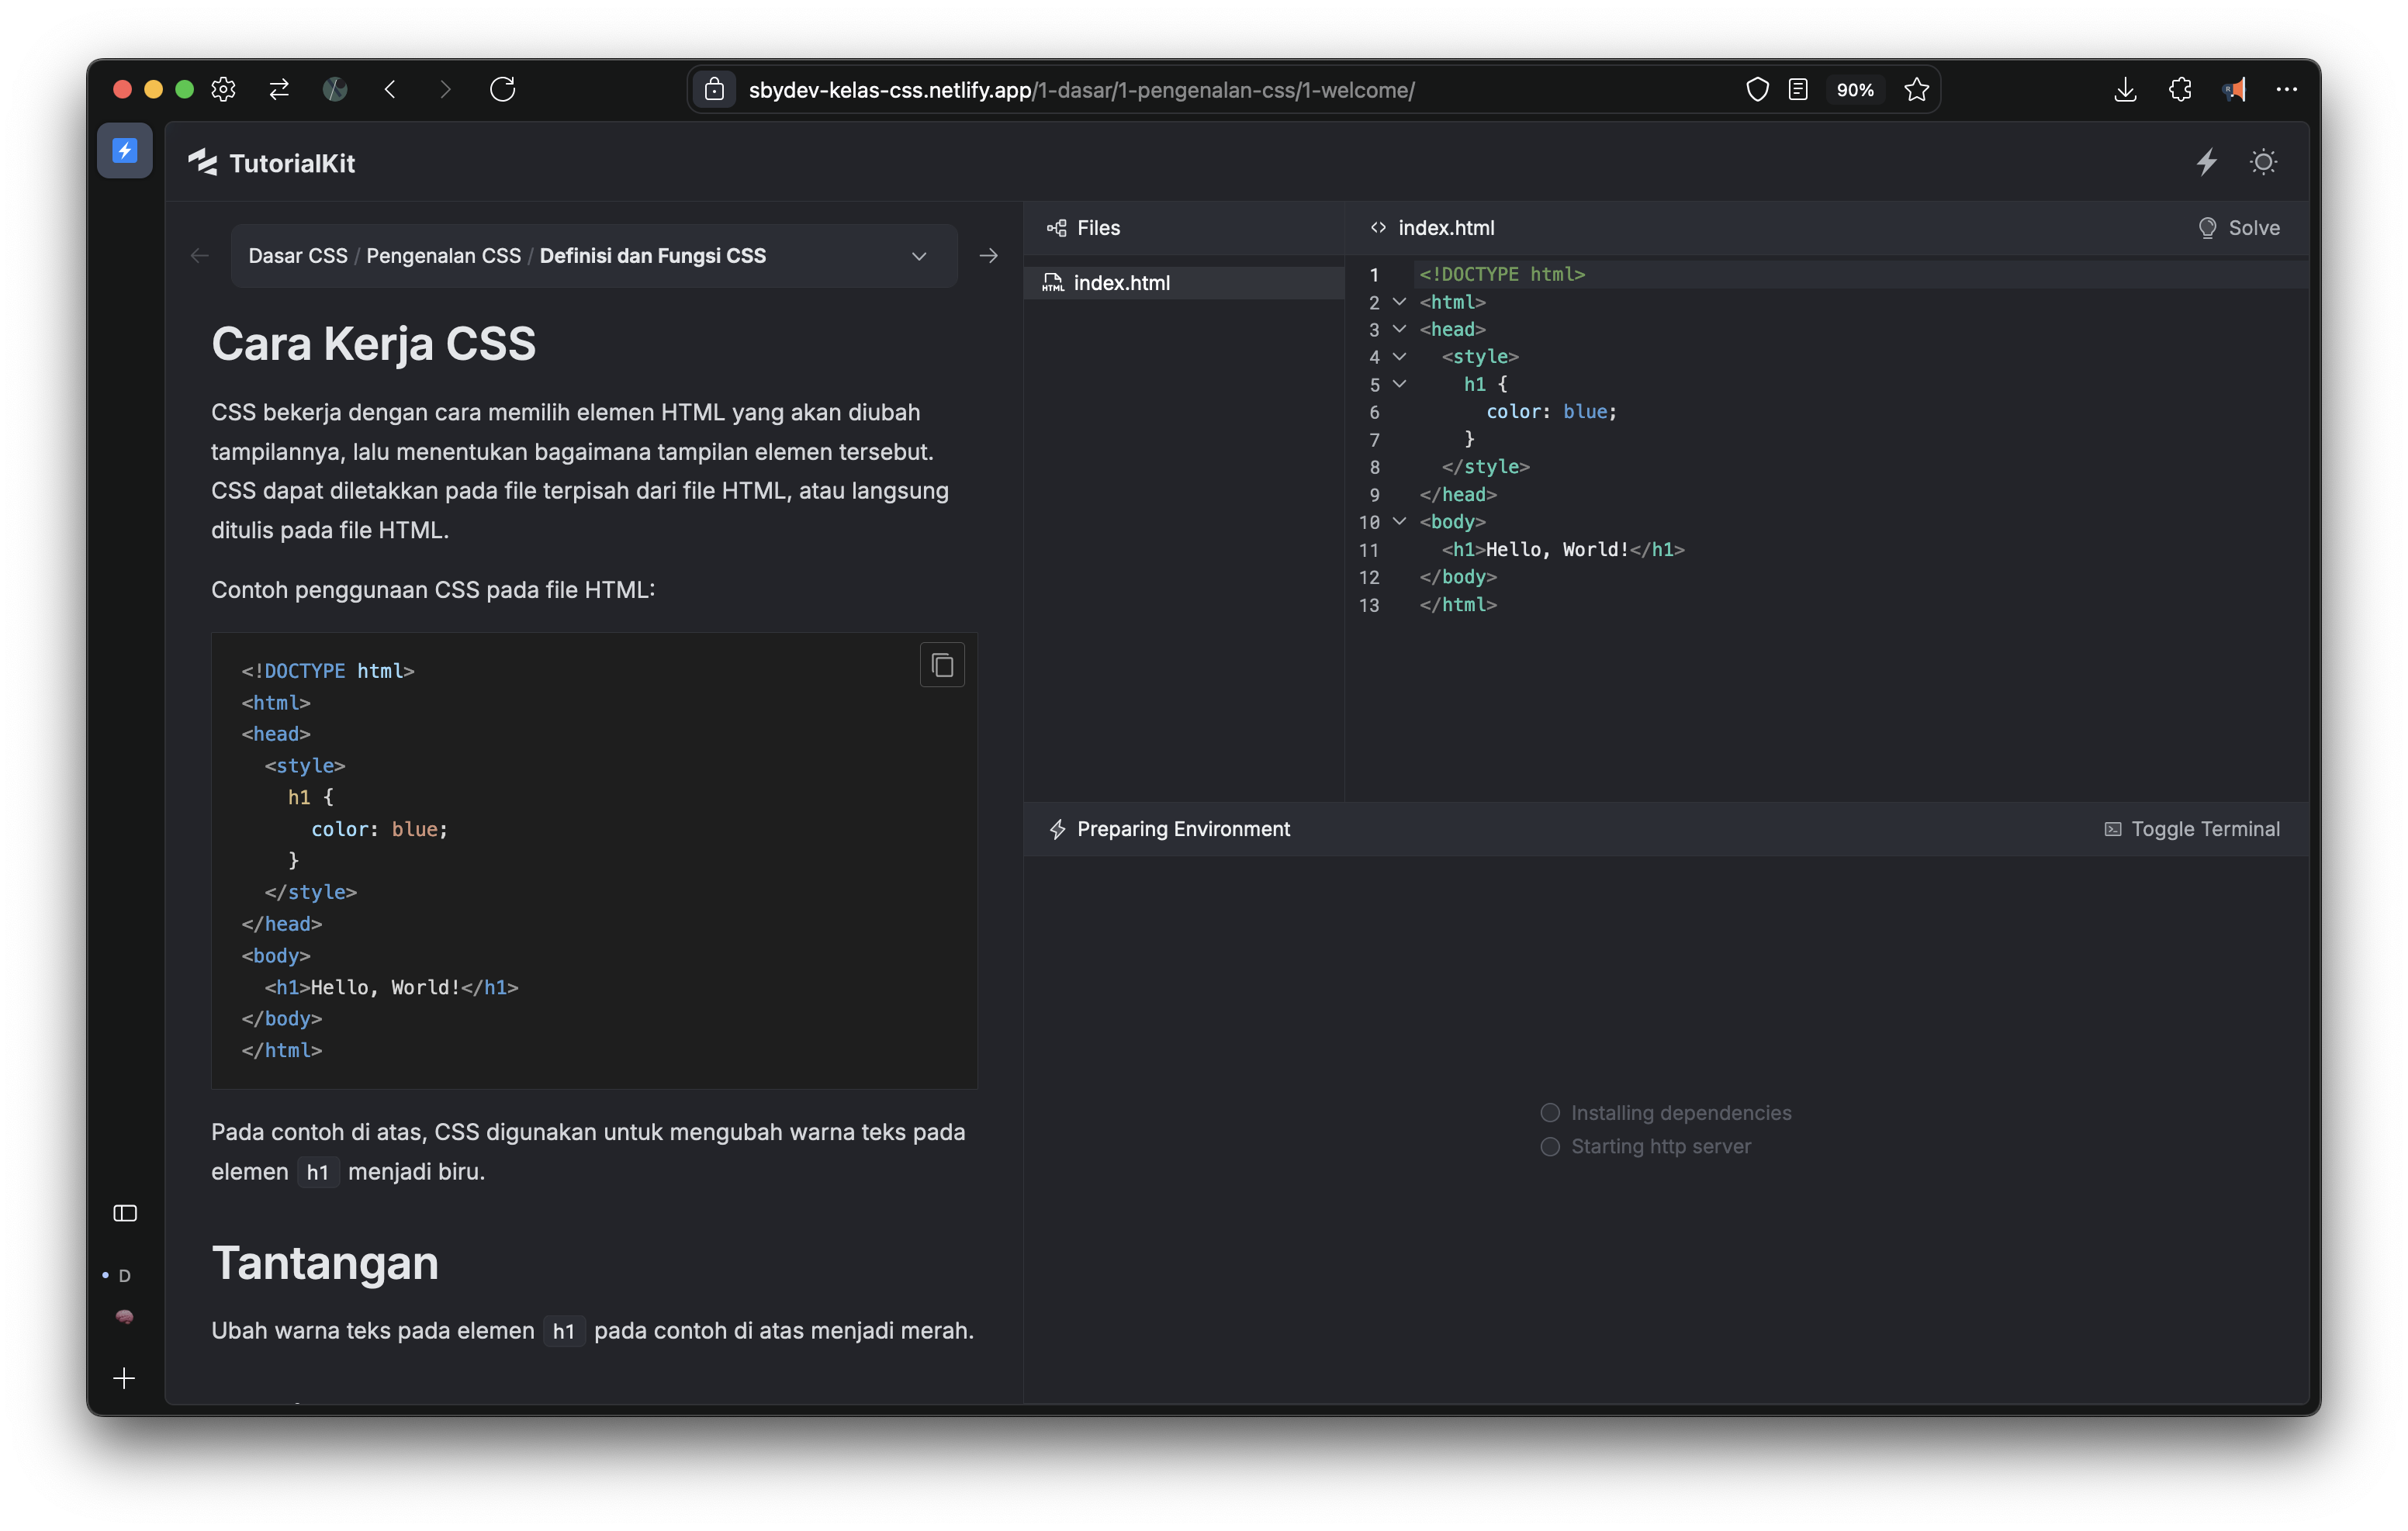 sbydev-kelas-css.netlify.app/1-dasar/1-pengenalan-css/1-welcome/
90%
TutorialKit
Dasar CSS / Pengenalan CSS / Definisi dan Fungsi CSS
Cara Kerja CSS
CSS bekerja dengan cara memilih elemen HTML yang akan diubah
tampilannya, lalu menentukan bagaimana tampilan elemen tersebut.
CSS dapat diletakkan pada file terpisah dari file HTML, atau langsung
ditulis pada file HTML.
Contoh penggunaan CSS pada file HTML:
<!DOCTYPE html>
<html>
<head>
  <style>
    h1 {
      color: blue;
    }
  </style>
</head>
<body>
  <h1>Hello, World!</h1>
</body>
</html>
Pada contoh di atas, CSS digunakan untuk mengubah warna teks pada
elemen h1 menjadi biru.
Tantangan
Ubah warna teks pada elemen h1 pada contoh di atas menjadi merah.
D
Files
HTML index.html
index.html
Solve
1 <!DOCTYPE html>
2 <html>
3 <head>
4   <style>
5     h1 {
6       color: blue;
7     }
8   </style>
9 </head>
10 <body>
11   <h1>Hello, World!</h1>
12 </body>
13 </html>
Preparing Environment
Toggle Terminal
Installing dependencies
Starting http server